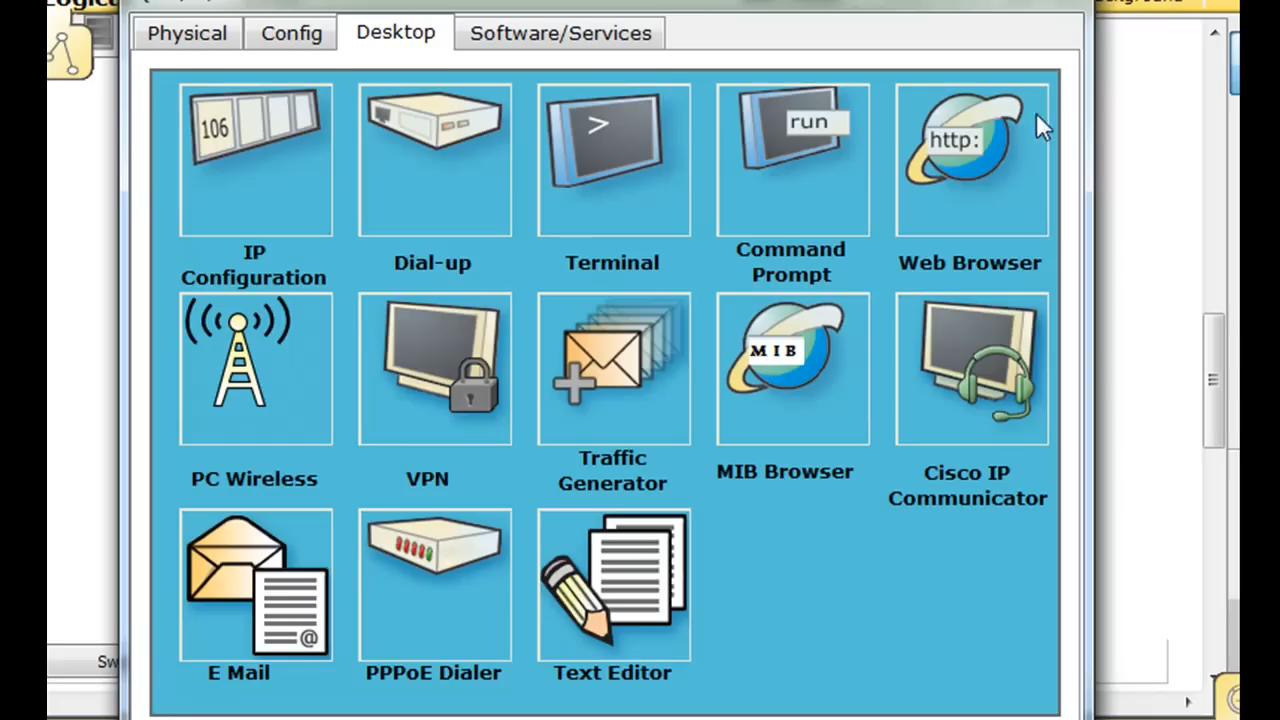 Physical
Config
Desktop
Software/Services
106
>
run
http:
IP
Configuration
Dial-up
Terminal
Command
Prompt
Web Browser
MIB
PC Wireless
VPN
Traffic
Generator
MIB Browser
Cisco IP
Communicator
@
E Mail
PPPoE Dialer
Text Editor
Sw